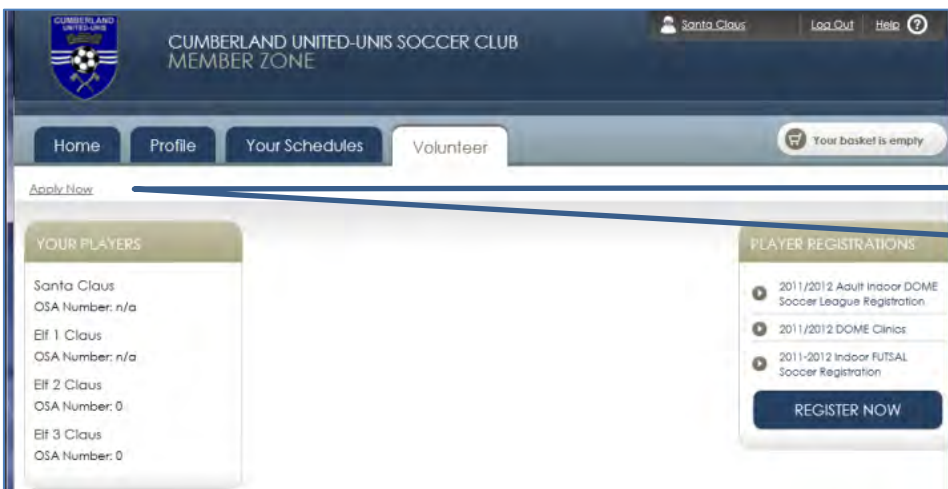 CUMBERLAND
UNITED-UNIS
CUMBERLAND UNITED-UNIS SOCCER CLUB
MEMBER ZONE
Santa Claus
Log Out
Help ?
Home
Profile
Your Schedules
Volunteer
Your basket is empty
Apply Now
YOUR PLAYERS
Santa Claus
OSA Number: n/a
Elf 1 Claus
OSA Number: n/a
Elf 2 Claus
OSA Number: 0
Elf 3 Claus
OSA Number: 0
PLAYER REGISTRATIONS
2011/2012 Adult Indoor DOME
Soccer League Registration
2011/2012 DOME Clinics
2011-2012 Indoor FUTSAL
Soccer Registration
REGISTER NOW